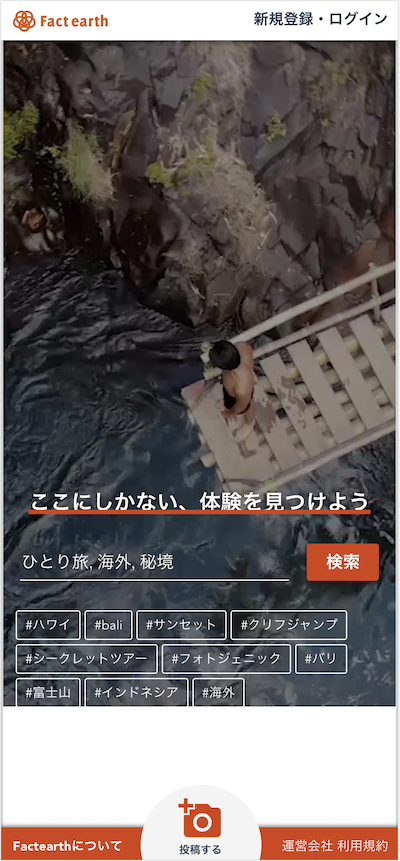 Fact earth
新規登録・ログイン
ここにしかない、体験を見つけよう
ひとり旅, 海外, 秘境
検索
#ハワイ #bali #サンセット #クリフジャンプ
#シークレットツアー #フォトジェニック #バリ
#富士山 #インドネシア #海外
投稿する
Factearthについて
運営会社 利用規約